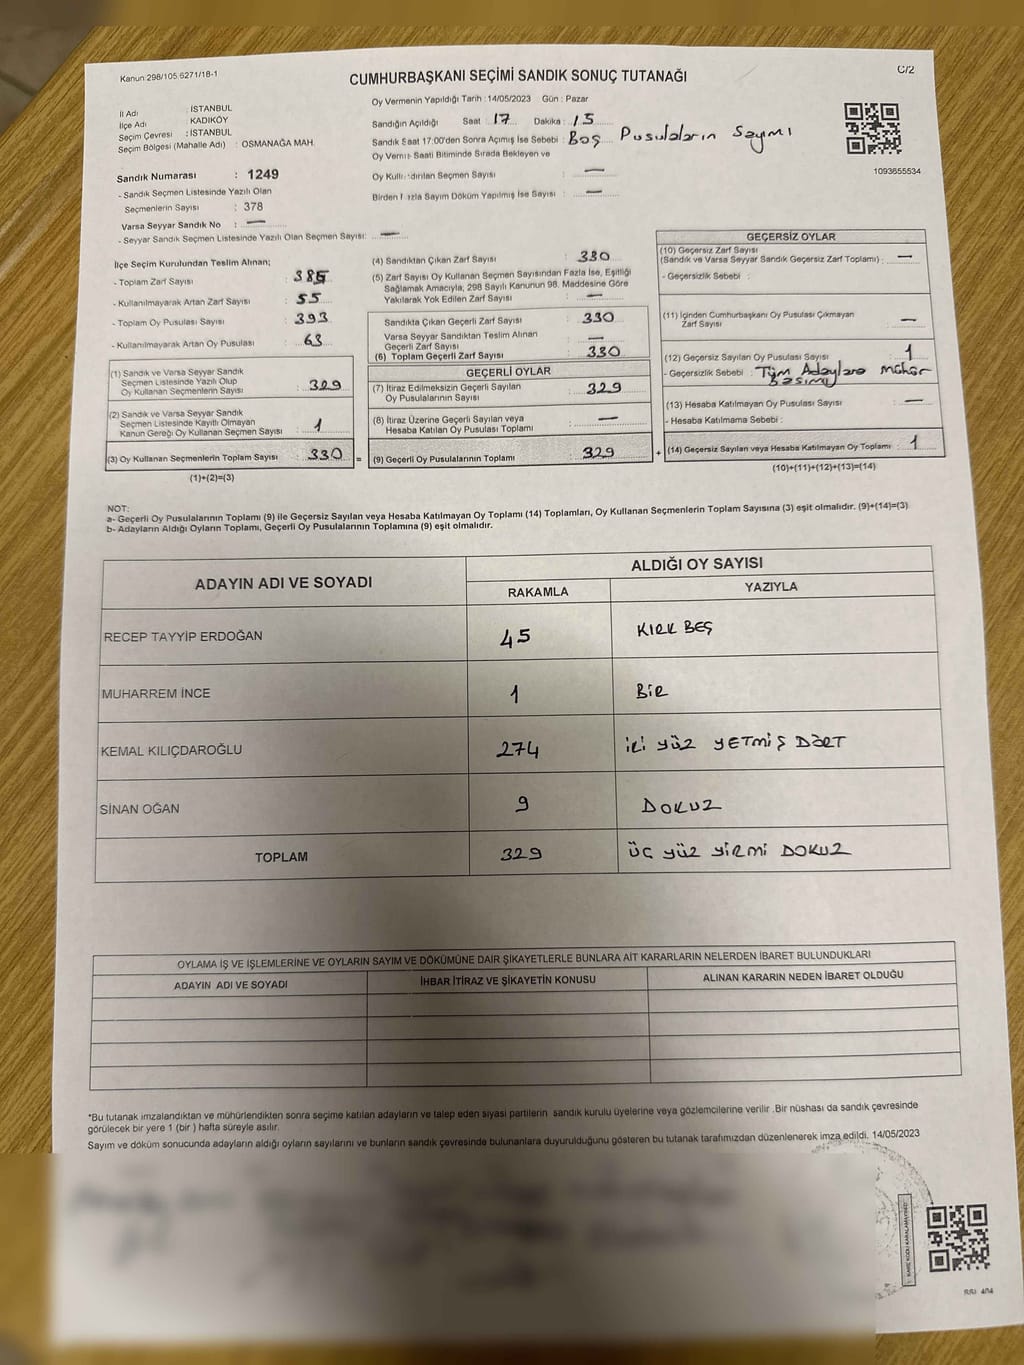 Kanun:298/105 6271/18-1
CUMHURBAŞKANI SEÇİMİ SANDIK SONUÇ TUTANAĞI
C/2
İl Adı : İSTANBUL
İlçe Adı : KADIKÖY
Seçim Çevresi : İSTANBUL
Seçim Bölgesi (Mahalle Adı) : OSMANAĞA MAH.
Sandık Numarası : 1249
- Sandık Seçmen Listesinde Yazılı Olan
Seçmenlerin Sayısı : 378
Varsa Seyyar Sandık No : —
- Seyyar Sandık Seçmen Listesinde Yazılı Olan Seçmen Sayısı: —
Oy Vermenin Yapıldığı Tarih :14/05/2023 Gün : Pazar
Sandığın Açıldığı Saat 17 Dakika : 15
Sandık Saat 17:00'den Sonra Açımış İse Sebebi : Boş Pusulaların Sayımı
Oy Verme Saati Bitiminde Sırada Bekleyen ve
Oy Kullandırılan Seçmen Sayısı : —
Birden Fazla Sayım Döküm Yapılmış İse Sayısı : —
1093655534
İlçe Seçim Kurulundan Teslim Alınan;
- Toplam Zarf Sayısı : 385
- Kullanılmayarak Artan Zarf Sayısı : 55
- Toplam Oy Pusulası Sayısı : 393
- Kullanılmayarak Artan Oy Pusulası : 63
(1) Sandık ve Varsa Seyyar Sandık
Seçmen Listesinde Yazılı Olup
Oy Kullanan Seçmenlerin Sayısı : 329
(2) Sandık ve Varsa Seyyar Sandık
Seçmen Listesinde Kayıtlı Olmayan
Kanun Gereği Oy Kullanan Seçmen Sayısı : 1
(3) Oy Kullanan Seçmenlerin Toplam Sayısı : 330
(1)+(2)=(3)
(4) Sandıktan Çıkan Zarf Sayısı : 330
(5) Zarf Sayısı Oy Kullanan Seçmen Sayısından Fazla İse, Eşitliği
Sağlamak Amacıyla, 298 Sayılı Kanunun 98. Maddesine Göre
Yakılarak Yok Edilen Zarf Sayısı : —
Sandıkta Çıkan Geçerli Zarf Sayısı : 330
Varsa Seyyar Sandıktan Teslim Alınan
Geçerli Zarf Sayısı : —
(6) Toplam Geçerli Zarf Sayısı : 330
GEÇERLİ OYLAR
(7) İtiraz Edilmeksizin Geçerli Sayılan
Oy Pusulalarının Sayısı : 329
(8) İtiraz Üzerine Geçerli Sayılan veya
Hesaba Katılan Oy Pusulası Toplamı : —
= (9) Geçerli Oy Pusulalarının Toplamı : 329
GEÇERSİZ OYLAR
(10) Geçersiz Zarf Sayısı
(Sandık ve Varsa Seyyar Sandık Geçersiz Zarf Toplamı) : —
- Geçersizlik Sebebi :
(11) İçinden Cumhurbaşkanı Oy Pusulası Çıkmayan
Zarf Sayısı : —
(12) Geçersiz Sayılan Oy Pusulası Sayısı : 1
- Geçersizlik Sebebi : Tüm Adaylara Mühür
Basımı
(13) Hesaba Katılmayan Oy Pusulası Sayısı : —
- Hesaba Katılmama Sebebi :
+ (14) Geçersiz Sayılan veya Hesaba Katılmayan Oy Toplamı : 1
(10)+(11)+(12)+(13)=(14)
NOT:
a- Geçerli Oy Pusulalarının Toplamı (9) ile Geçersiz Sayılan veya Hesaba Katılmayan Oy Toplamı (14) Toplamları, Oy Kullanan Seçmenlerin Toplam Sayısına (3) eşit olmalıdır. (9)+(14)=(3)
b- Adayların Aldığı Oyların Toplamı, Geçerli Oy Pusulalarının Toplamına (9) eşit olmalıdır.
ADAYIN ADI VE SOYADI ALDIĞI OY SAYISI
RAKAMLA YAZIYLA
RECEP TAYYİP ERDOĞAN 45 KIRK BEŞ
MUHARREM İNCE 1 BİR
KEMAL KILIÇDAROĞLU 274 İKİ YÜZ YETMİŞ DÖRT
SİNAN OĞAN 9 DOKUZ
TOPLAM 329 ÜÇ YÜZ YİRMİ DOKUZ
OYLAMA İŞ VE İŞLEMLERİNE VE OYLARIN SAYIM VE DÖKÜMÜNE DAİR ŞİKAYETLERLE BUNLARA AİT KARARLARIN NELERDEN İBARET BULUNDUKLARI
ADAYIN ADI VE SOYADI İHBAR İTİRAZ VE ŞİKAYETİN KONUSU ALINAN KARARIN NEDEN İBARET OLDUĞU
*Bu tutanak imzalandıktan ve mühürlendikten sonra seçime katılan adayların ve talep eden siyasi partilerin sandık kurulu üyelerine veya gözlemcilerine verilir .Bir nüshası da sandık çevresinde
görülecek bir yere 1 (bir ) hafta süreyle asılır.
Sayım ve döküm sonucunda adayların aldığı oyların sayılarını ve bunların sandık çevresinde bulunanlara duyurulduğunu gösteren bu tutanak tarafımızdan düzenlenerek imza edildi. 14/05/2023
KARE KODU KARALAMAYINIZ!